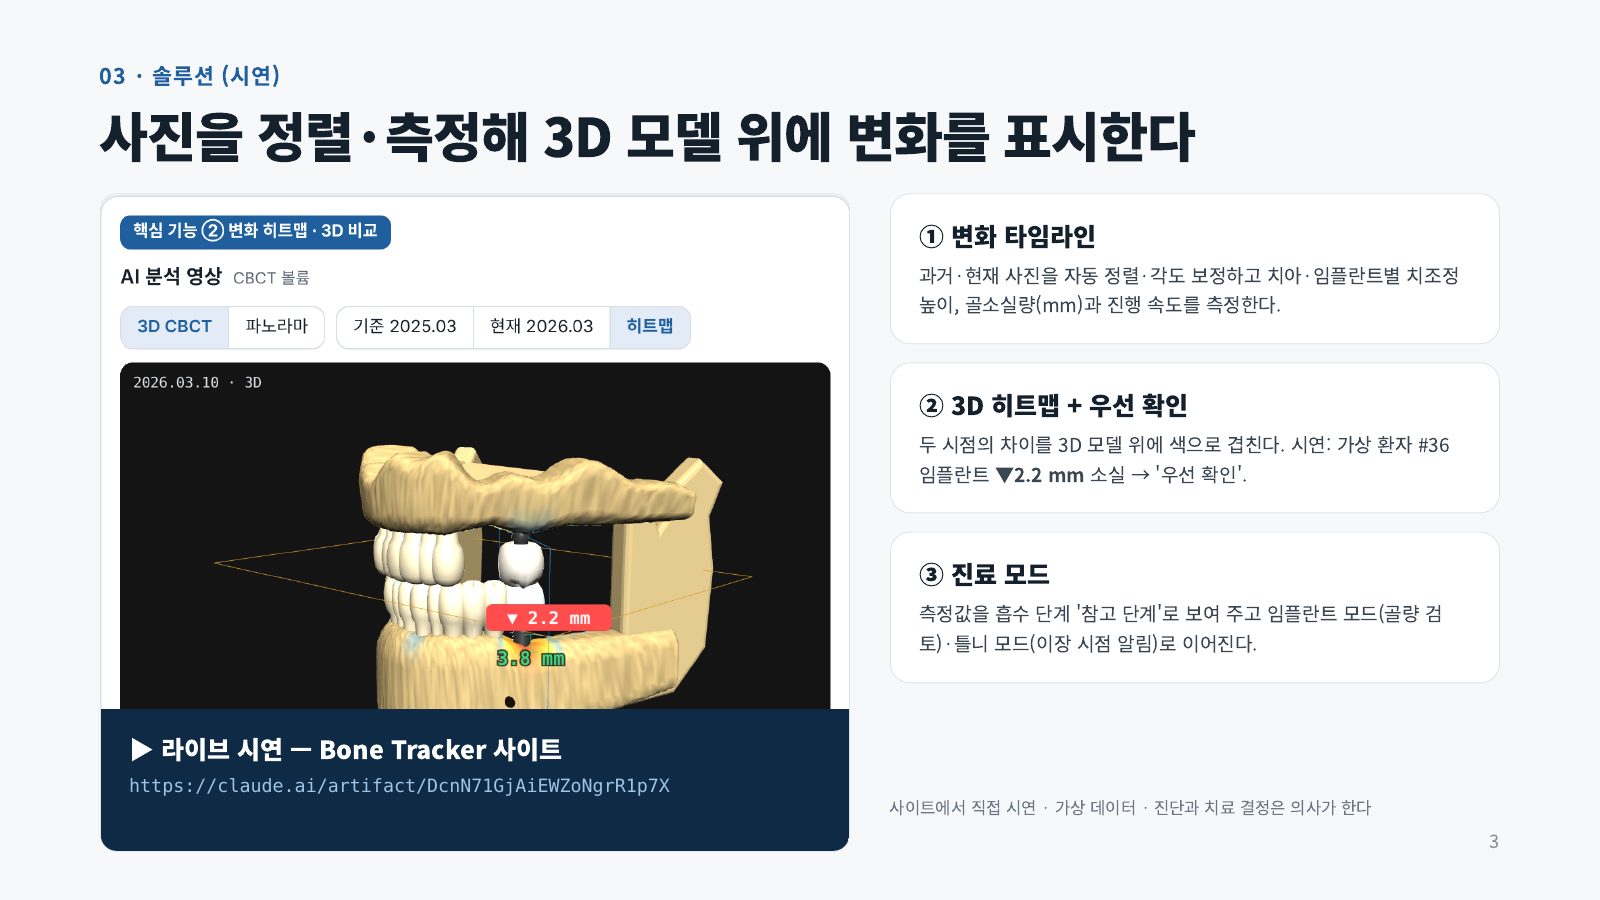 03 · 솔루션 (시연)
사진을 정렬·측정해 3D 모델 위에 변화를 표시한다
핵심 기능 ② 변화 히트맵 · 3D 비교
AI 분석 영상 CBCT 볼륨
3D CBCT 파노라마 기준 2025.03 현재 2026.03 히트맵
2026.03.10 · 3D
▼ 2.2 mm
3.8 mm
▶ 라이브 시연 — Bone Tracker 사이트
https://claude.ai/artifact/DcnN71GjAiEWZoNgrR1p7X
① 변화 타임라인
과거·현재 사진을 자동 정렬·각도 보정하고 치아·임플란트별 치조정
높이, 골소실량(mm)과 진행 속도를 측정한다.
② 3D 히트맵 + 우선 확인
두 시점의 차이를 3D 모델 위에 색으로 겹친다. 시연: 가상 환자 #36
임플란트 ▼2.2 mm 소실 → '우선 확인'.
③ 진료 모드
측정값을 흡수 단계 '참고 단계'로 보여 주고 임플란트 모드(골량 검
토)·틀니 모드(이장 시점 알림)로 이어진다.
사이트에서 직접 시연 · 가상 데이터 · 진단과 치료 결정은 의사가 한다
3